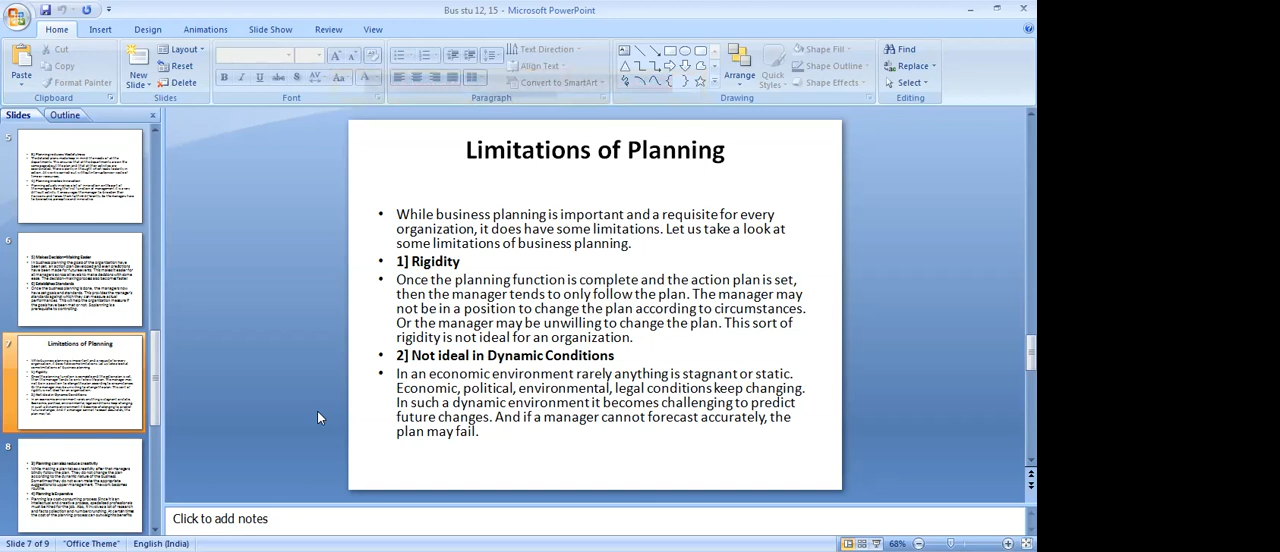 Bus stu 12, 15 - Microsoft PowerPoint
Home Insert Design Animations Slide Show Review View
Cut
Copy
Format Painter
Paste
Clipboard
New
Slide
Layout
Reset
Delete
Slides
B I U abc S AV Aa A
Font
Paragraph
Text Direction
Align Text
Convert to SmartArt
Arrange
Quick
Styles
Shape Fill
Shape Outline
Shape Effects
Drawing
Find
Replace
Select
Editing
Slides Outline
5
6
7
Limitations of Planning
8
Limitations of Planning
• While business planning is important and a requisite for every
organization, it does have some limitations. Let us take a look at
some limitations of business planning.
• 1] Rigidity
• Once the planning function is complete and the action plan is set,
then the manager tends to only follow the plan. The manager may
not be in a position to change the plan according to circumstances.
Or the manager may be unwilling to change the plan. This sort of
rigidity is not ideal for an organization.
• 2] Not ideal in Dynamic Conditions
• In an economic environment rarely anything is stagnant or static.
Economic, political environmental, legal conditions keep changing.
In such a dynamic environment it becomes challenging to predict
future changes. And if a manager cannot forecast accurately, the
plan may fail.
Click to add notes
Slide 7 of 9 "Office Theme" English (India) 68%